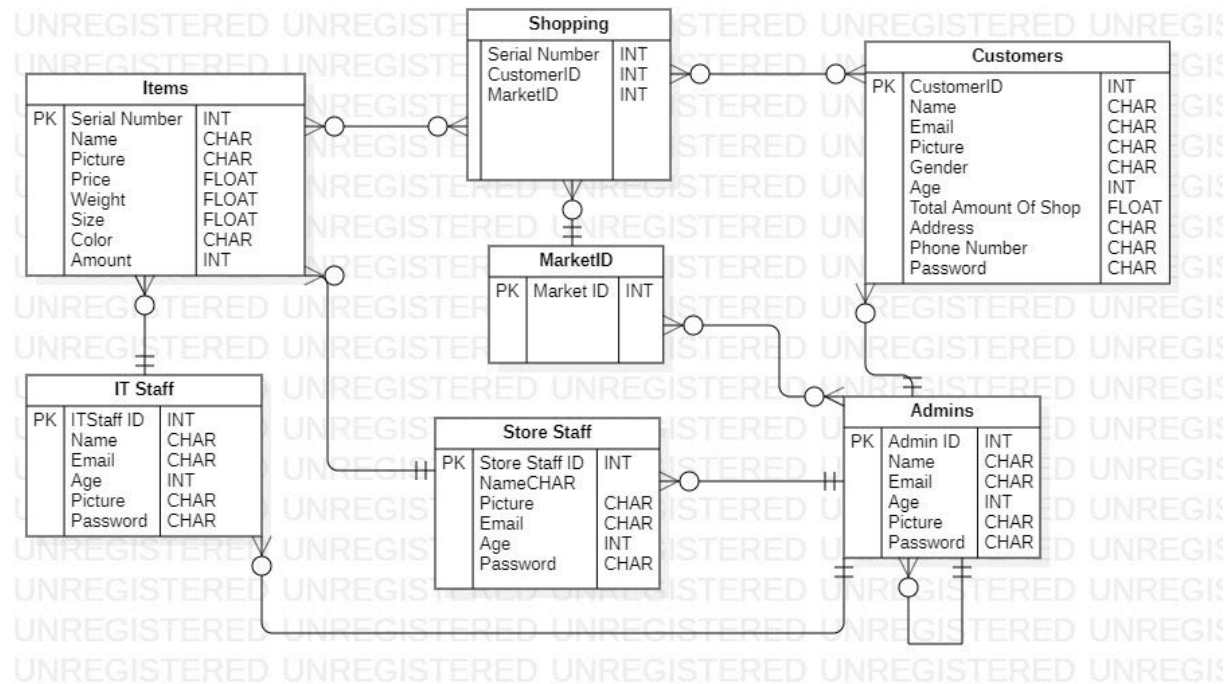 Shopping
Serial Number INT
CustomerID INT
MarketID INT
Customers
PK CustomerID INT
Name CHAR
Email CHAR
Picture CHAR
Gender CHAR
Age INT
Total Amount Of Shop FLOAT
Address CHAR
Phone Number CHAR
Password CHAR
Items
PK Serial Number INT
Name CHAR
Picture CHAR
Price FLOAT
Weight FLOAT
Size FLOAT
Color CHAR
Amount INT
MarketID
PK Market ID INT
IT Staff
PK ITStaff ID INT
Name CHAR
Email CHAR
Age INT
Picture CHAR
Password CHAR
Store Staff
PK Store Staff ID INT
NameCHAR
Picture CHAR
Email CHAR
Age INT
Password CHAR
Admins
PK Admin ID INT
Name CHAR
Email CHAR
Age INT
Picture CHAR
Password CHAR
UNREGISTERED